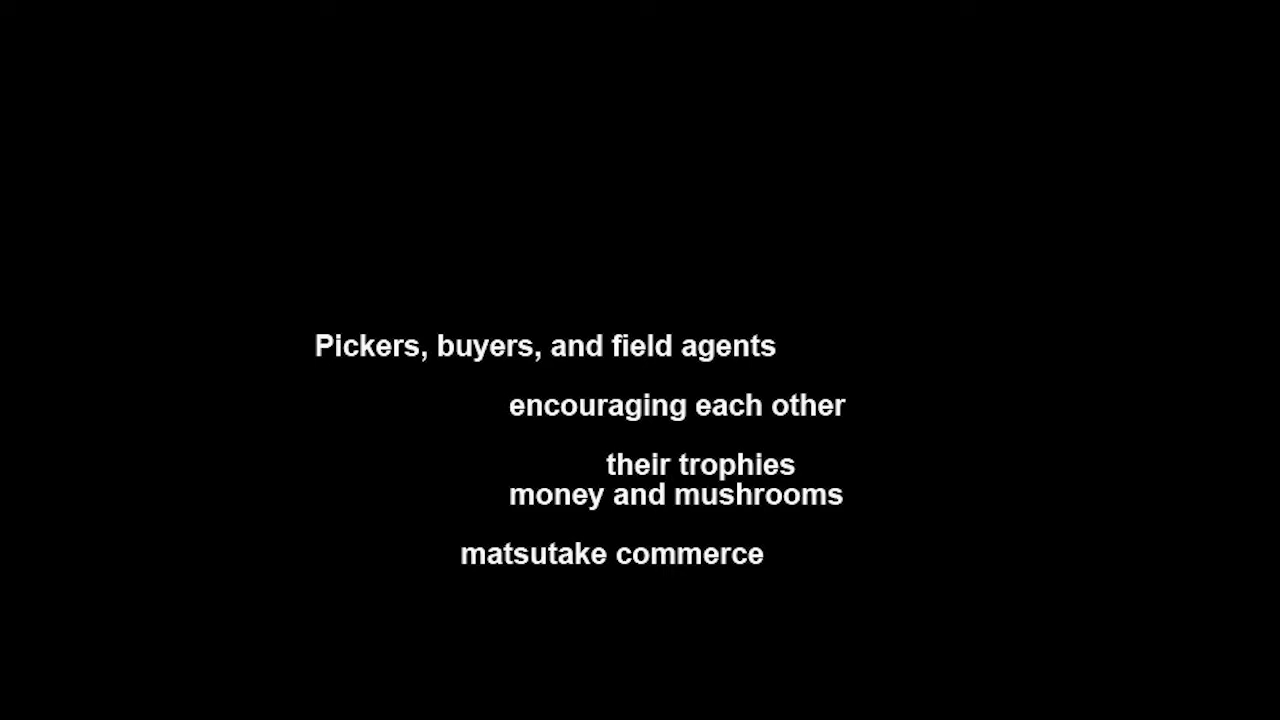 Pickers, buyers, and field agents
encouraging each other
their trophies
money and mushrooms
matsutake commerce